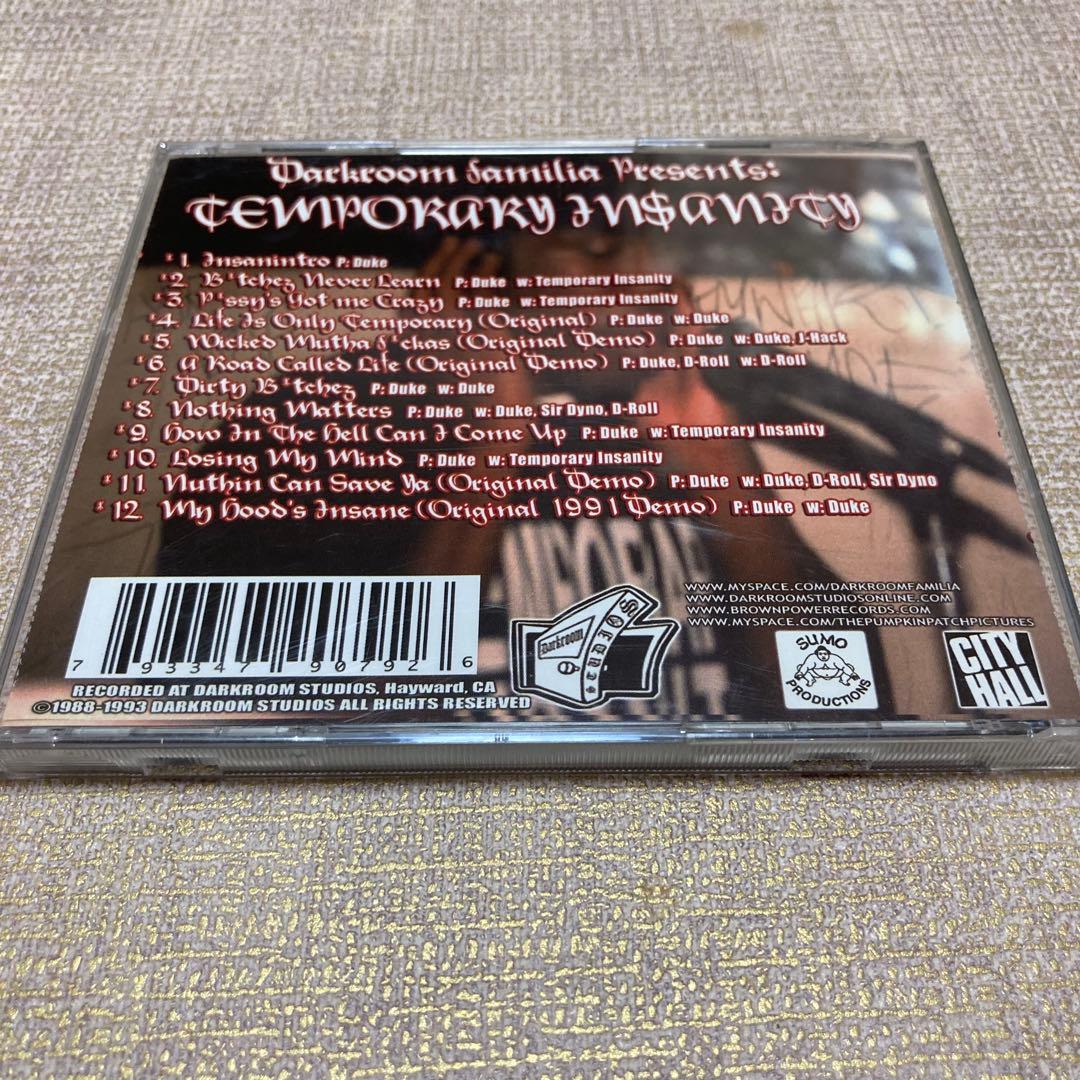 Darkroom Familia Presents:
TEMPORARY IN$ANITY
*1. Insanintro P: Duke
*2. B*tchez Never Learn P: Duke w: Temporary Insanity
*3. P*ssy's Got me Crazy P: Duke w: Temporary Insanity
*4. Life Is Only Temporary (Original) P: Duke w: Duke
*5. Wicked Mutha f*ckas (Original Demo) P: Duke w: Duke, J-Hack
*6. A Road Called Life (Original Demo) P: Duke, D-Roll w: D-Roll
*7. Dirty B*tchez P: Duke w: Duke
*8. Nothing Matters P: Duke w: Duke, Sir Dyno, D-Roll
*9. How In The Hell Can I Come Up P: Duke w: Temporary Insanity
*10. Losing My Mind P: Duke w: Temporary Insanity
*11. Nuthin Can Save Ya (Original Demo) P: Duke w: Duke, D-Roll, Sir Dyno
*12. My Hood's Insane (Original 1991 Demo) P: Duke w: Duke
7 93347 90792 6
RECORDED AT DARKROOM STUDIOS, Hayward, CA
©1988-1993 DARKROOM STUDIOS ALL RIGHTS RESERVED
Darkroom
STUDIOS
WWW.MYSPACE.COM/DARKROOMFAMILIA
WWW.DARKROOMSTUDIOSONLINE.COM
WWW.BROWNPOWERRECORDS.COM
WWW.MYSPACE.COM/THEPUMPKINPATCHPICTURES
SUMO
PRODUCTIONS
CITY
HALL